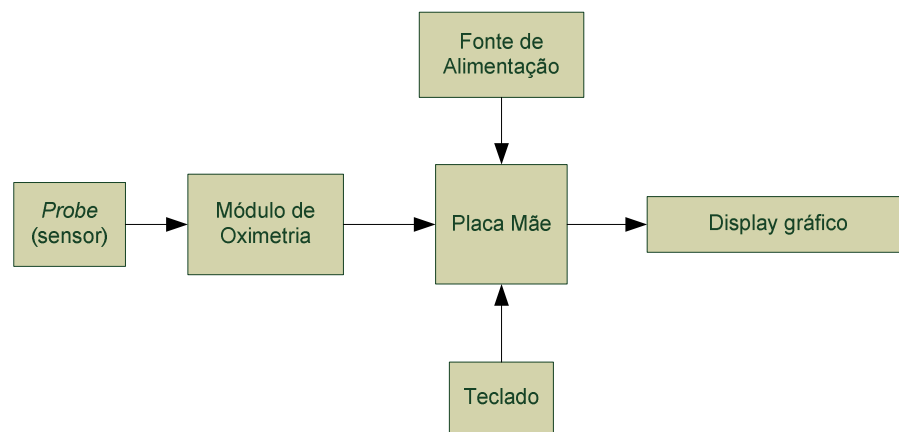 Fonte de
Alimentação
Probe
(sensor)
Módulo de
Oximetria
Placa Mãe
Display gráfico
Teclado